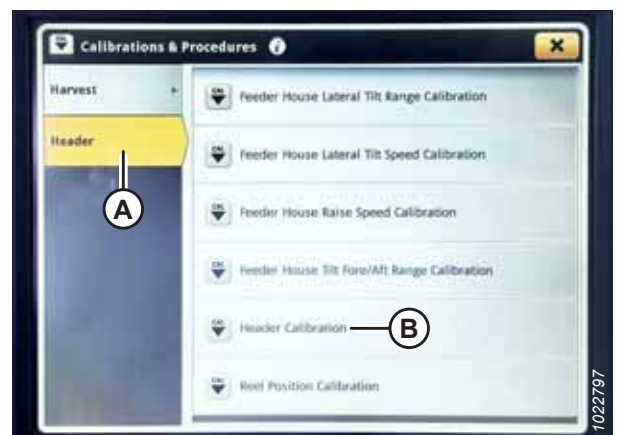 Calibrations & Procedures
Harvest
Header
A
Feeder House Lateral Tilt Range Calibration
Feeder House Lateral Tilt Speed Calibration
Feeder House Raise Speed Calibration
Feeder House Tilt Fore/Aft Range Calibration
Header Calibration
B
Reel Position Calibration
1022797